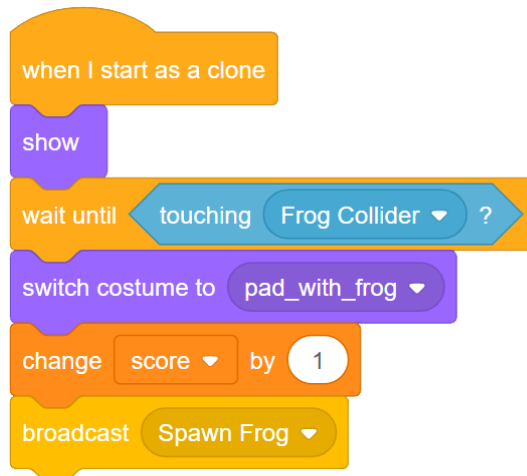 when I start as a clone
show
wait until touching Frog Collider ?
switch costume to pad_with_frog
change score by 1
broadcast Spawn Frog